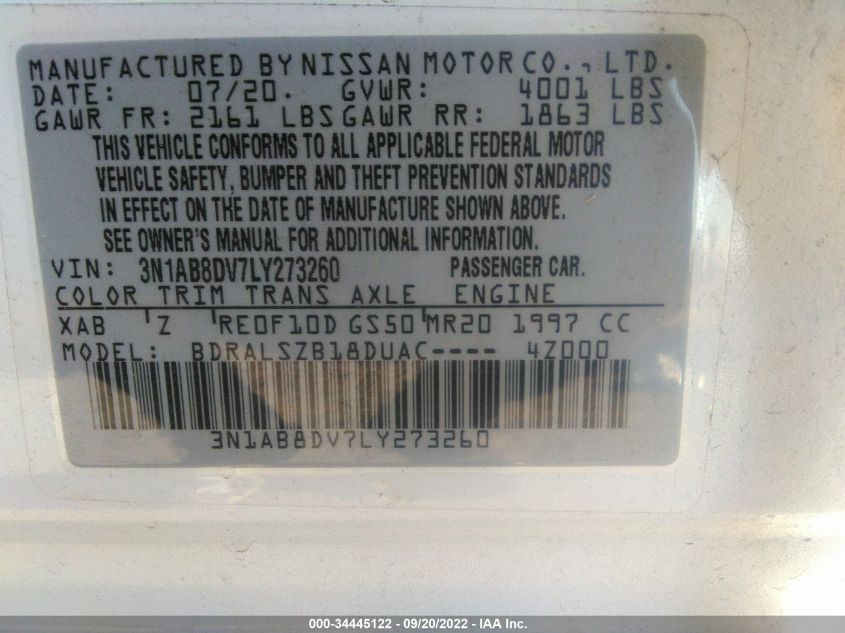 MANUFACTURED BY NISSAN MOTOR CO., LTD.
DATE: 07/20. GVWR: 4001 LBS
GAWR FR: 2161 LBS GAWR RR: 1863 LBS
THIS VEHICLE CONFORMS TO ALL APPLICABLE FEDERAL MOTOR
VEHICLE SAFETY, BUMPER AND THEFT PREVENTION STANDARDS
IN EFFECT ON THE DATE OF MANUFACTURE SHOWN ABOVE.
SEE OWNER'S MANUAL FOR ADDITIONAL INFORMATION.
VIN: 3N1AB8DV7LY273260 PASSENGER CAR.
COLOR TRIM TRANS AXLE ENGINE
XAB Z RE0F10D GS50 MR20 1997 CC
MODEL: BDRALSZB18DUAC---- 4Z000
3N1AB8DV7LY273260
000-34445122 - 09/20/2022 - IAA Inc.